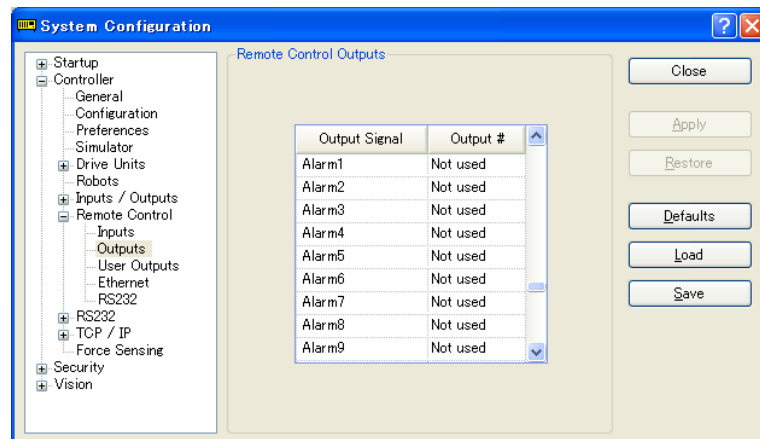 System Configuration
Startup
Controller
General
Configuration
Preferences
Simulator
Drive Units
Robots
Inputs / Outputs
Remote Control
Inputs
Outputs
User Outputs
Ethernet
RS232
RS232
TCP / IP
Force Sensing
Security
Vision
Remote Control Outputs
Output Signal Output #
Alarm1 Not used
Alarm2 Not used
Alarm3 Not used
Alarm4 Not used
Alarm5 Not used
Alarm6 Not used
Alarm7 Not used
Alarm8 Not used
Alarm9 Not used
Close
Apply
Restore
Defaults
Load
Save